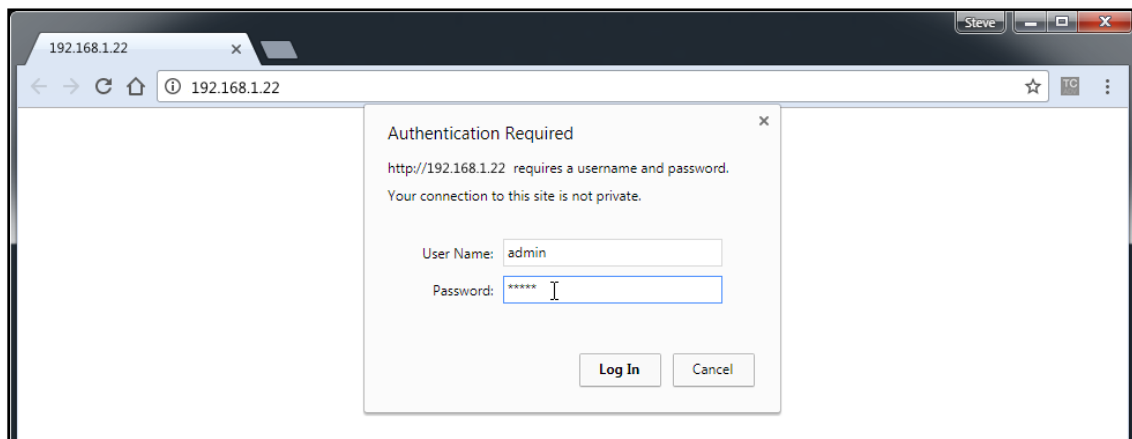 Steve
192.168.1.22
192.168.1.22
TC
Authentication Required
http://192.168.1.22 requires a username and password.
Your connection to this site is not private.
User Name: admin
Password: *****
Log In Cancel